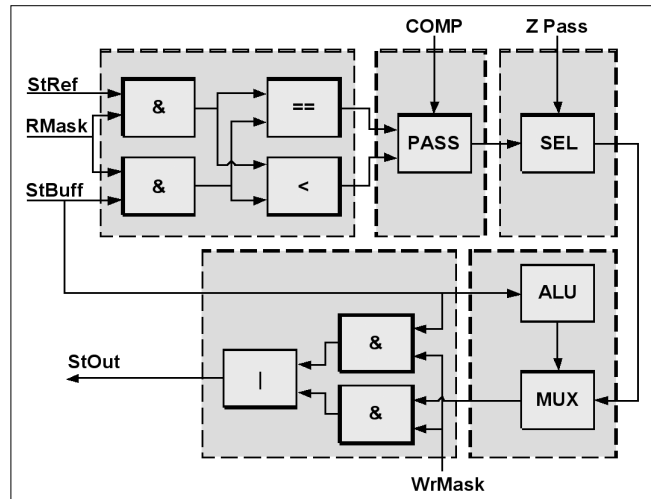 COMP
Z Pass
StRef
&
==
RMask
PASS
SEL
&
<
StBuff
ALU
&
StOut
|
&
MUX
WrMask